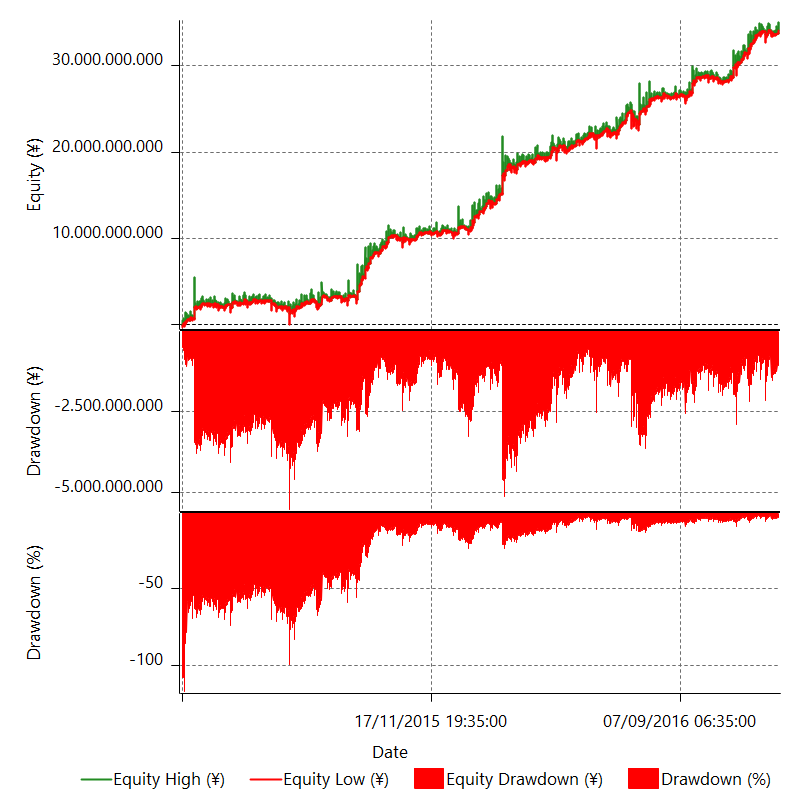 30.000.000.000
20.000.000.000
10.000.000.000
Equity (¥)
-2.500.000.000
-5.000.000.000
Drawdown (¥)
-50
-100
Drawdown (%)
17/11/2015 19:35:00 07/09/2016 06:35:00
Date
Equity High (¥) Equity Low (¥) Equity Drawdown (¥) Drawdown (%)